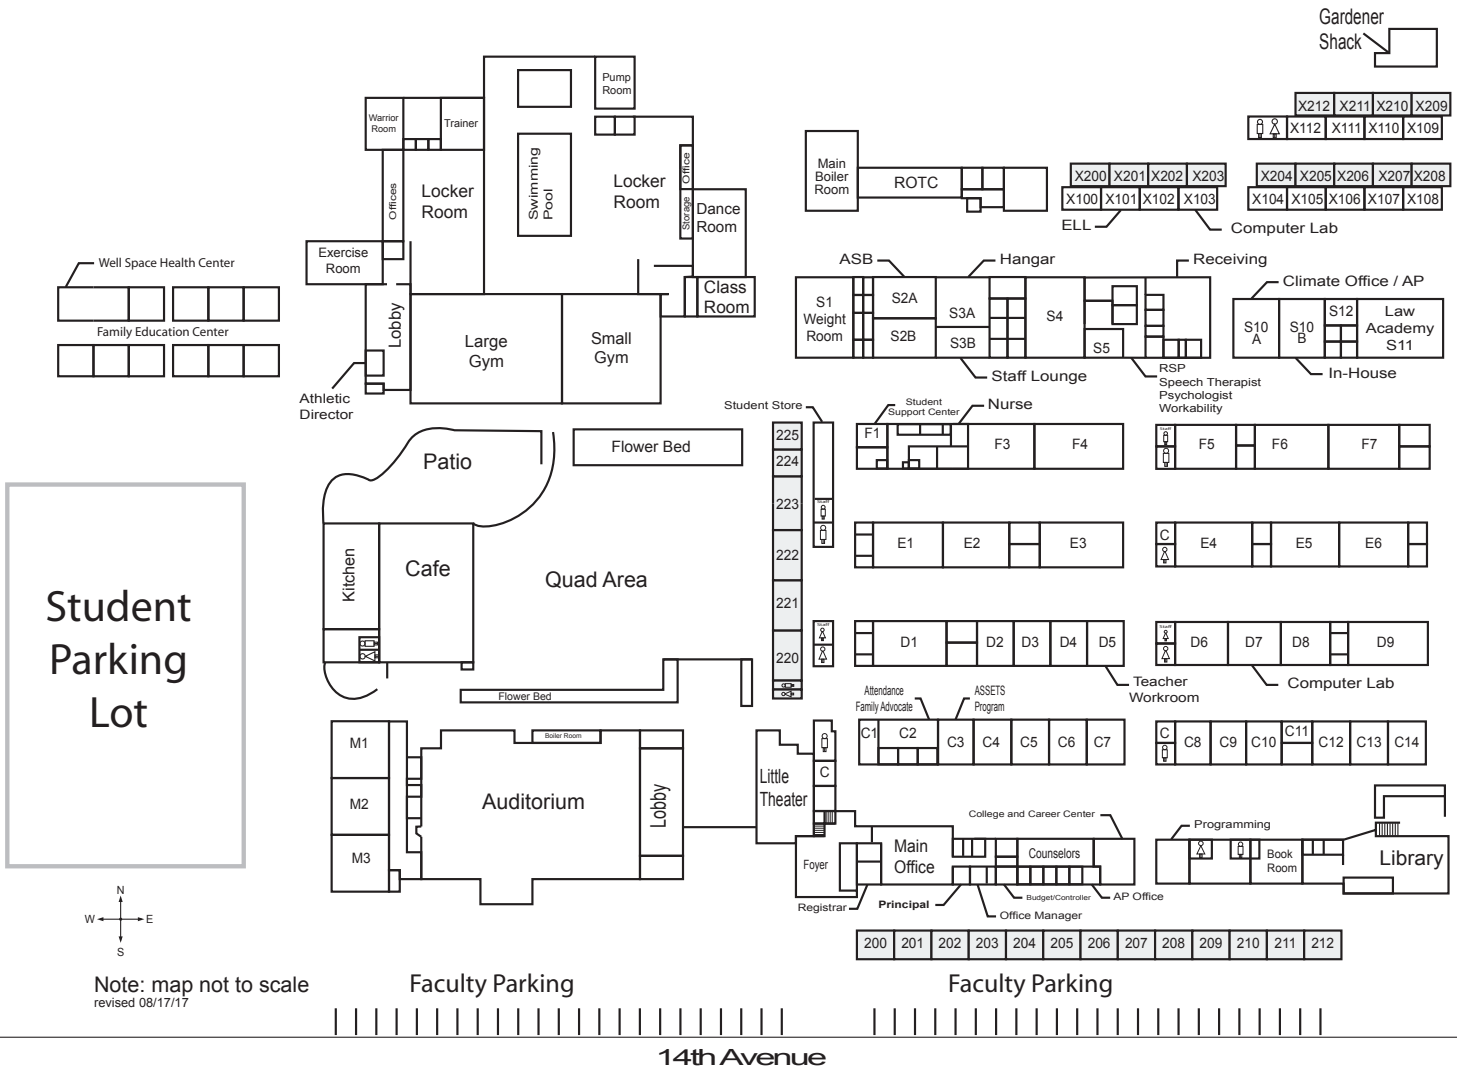 Gardener
Shack
X212 X211 X210 X209
X112 X111 X110 X109
X200 X201 X202 X203
X100 X101 X102 X103
ELL
Computer Lab
X204 X205 X206 X207 X208
X104 X105 X106 X107 X108
Pump
Room
Warrior
Room
Trainer
Offices
Locker
Room
Swimming
Pool
Locker
Room
Office
Storage
Dance
Room
Class
Room
Exercise
Room
Lobby
Large
Gym
Small
Gym
Athletic
Director
Well Space Health Center
Family Education Center
Main
Boiler
Room
ROTC
ASB
Hangar
Receiving
S1
Weight
Room
S2A
S2B
S3A
S3B
S4
S5
Staff Lounge
RSP
Speech Therapist
Psychologist
Workability
Climate Office / AP
S10
A
S10
B
S12
Law
Academy
S11
In-House
Student Store
Student
Support Center
Nurse
F1
F3
F4
Staff
F5
F6
F7
225
224
223
222
221
220
Staff
Staff
Flower Bed
Patio
Kitchen
Cafe
Quad Area
Flower Bed
E1
E2
E3
C
E4
E5
E6
D1
D2
D3
D4
D5
Teacher
Workroom
Staff
D6
D7
D8
D9
Computer Lab
Attendance
Family Advocate
ASSETS
Program
C1
C2
C3
C4
C5
C6
C7
C
C8
C9
C10
C11
C12
C13
C14
Student
Parking
Lot
M1
M2
M3
Boiler Room
Auditorium
Lobby
Little
Theater
C
Foyer
Main
Office
College and Career Center
Counselors
Registrar
Principal
Office Manager
Budget/Controller
AP Office
Programming
Book
Room
Library
200 201 202 203 204 205 206 207 208 209 210 211 212
N
W E
S
Note: map not to scale
revised 08/17/17
Faculty Parking
Faculty Parking
14th Avenue